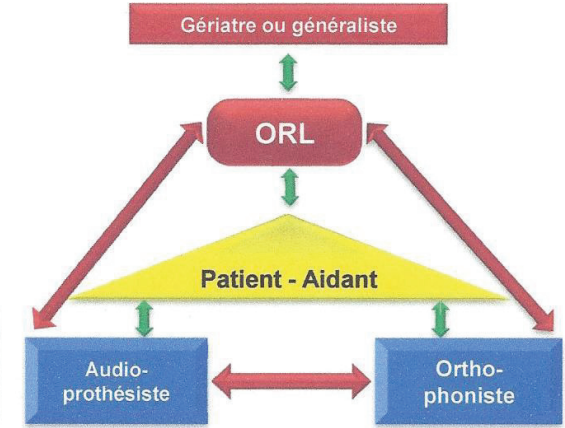 Gériatre ou généraliste
ORL
Patient - Aidant
Audio-
prothésiste
Ortho-
phoniste